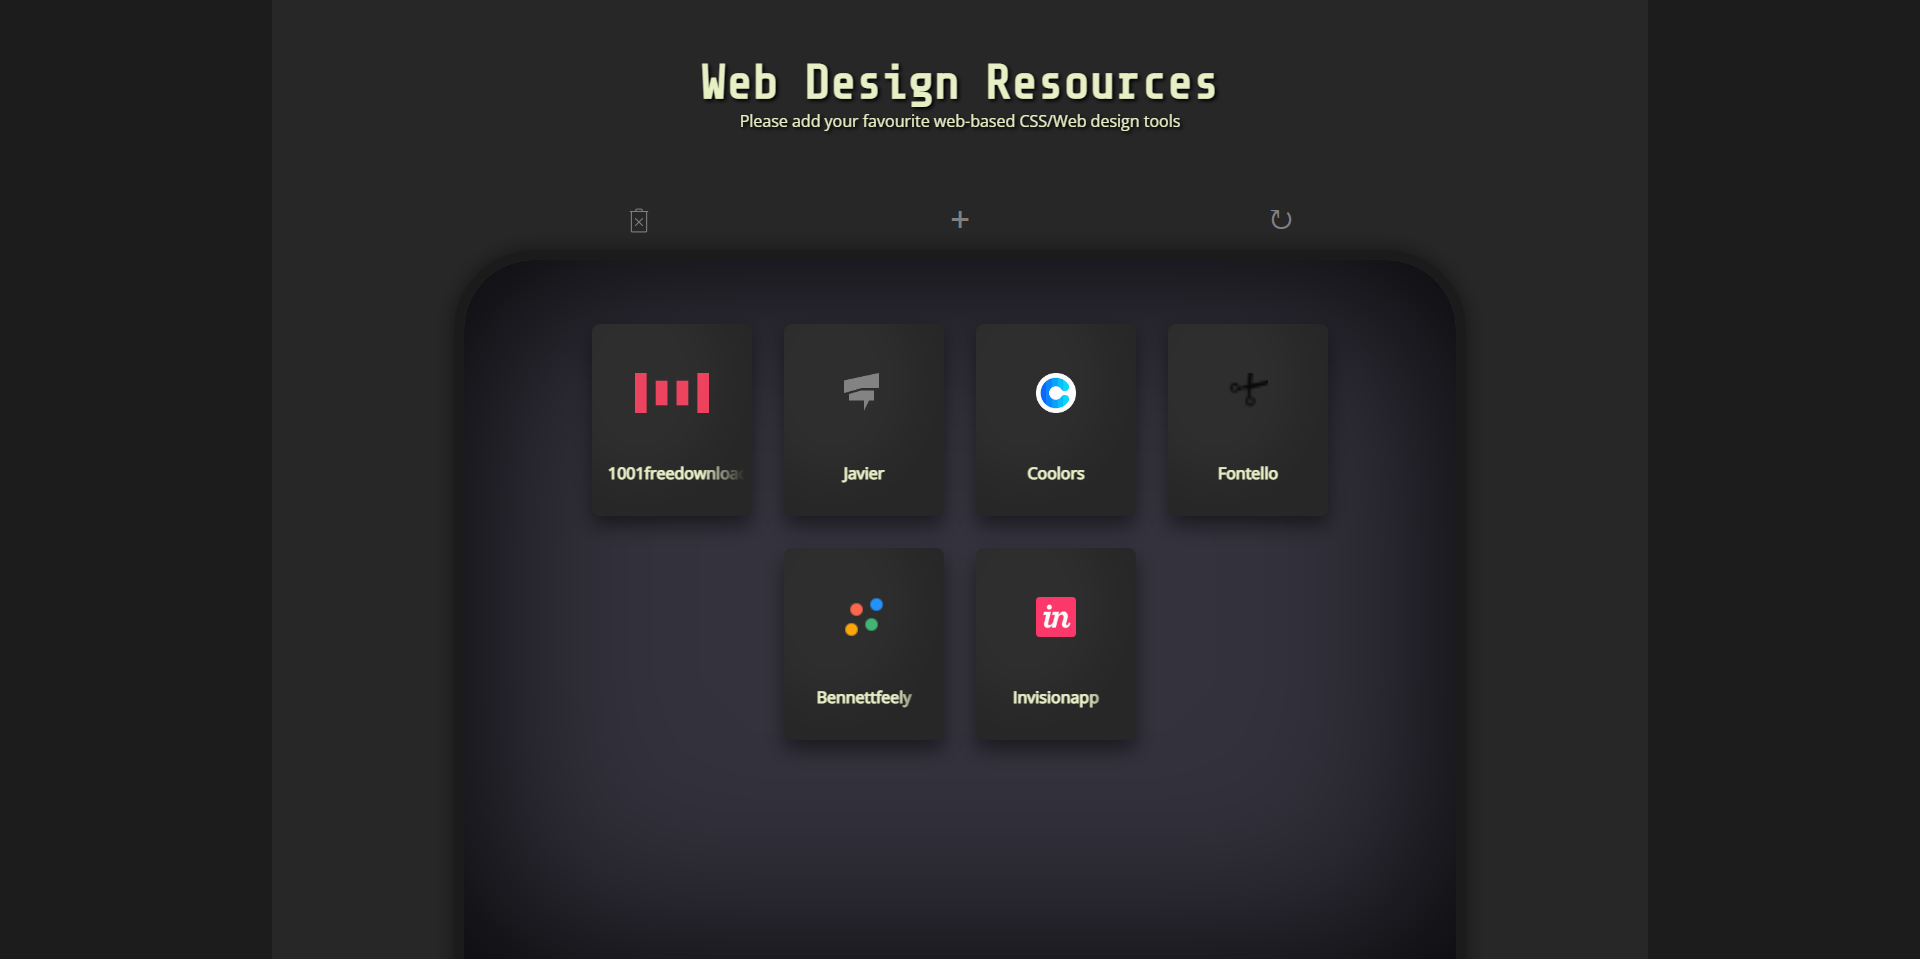 Web Design Resources
Please add your favourite web-based CSS/Web design tools
1001freedownloa
Javier
Coolors
Fontello
in
Bennettfeely
Invisionapp